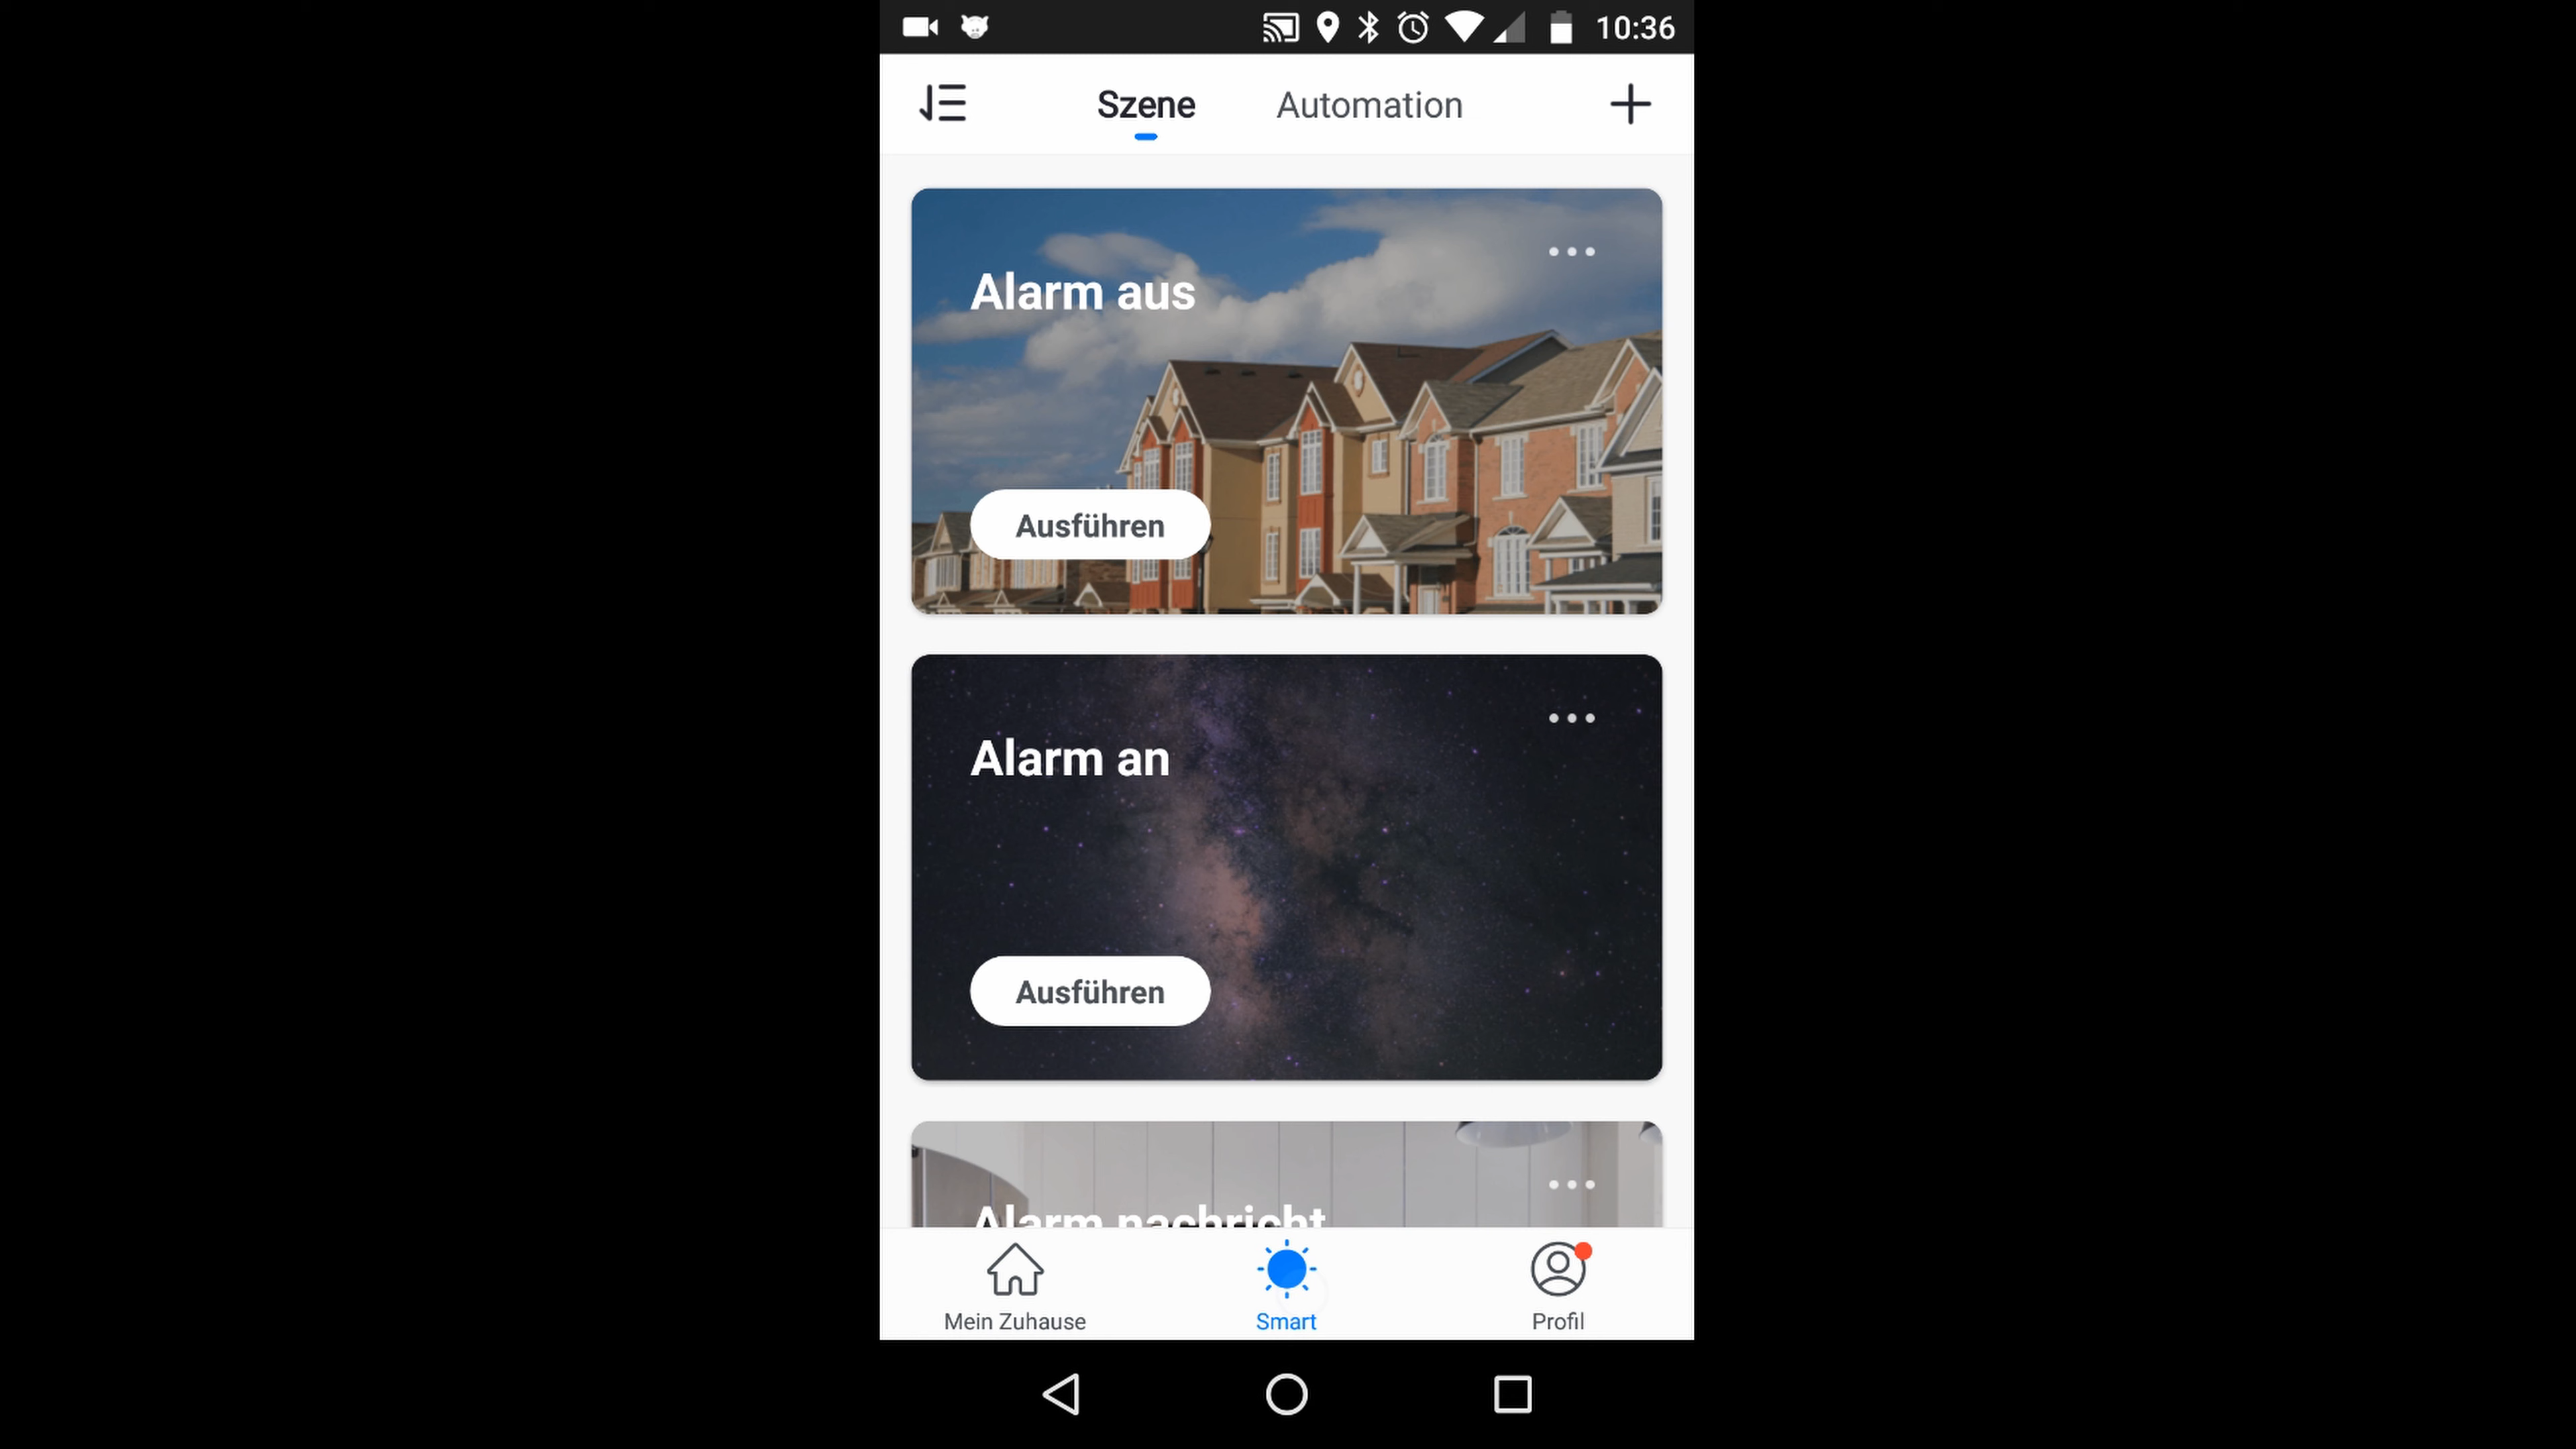 10:36
Szene Automation
Alarm aus
Ausführen
Alarm an
Ausführen
Alarm nachricht
Mein Zuhause Smart Profil